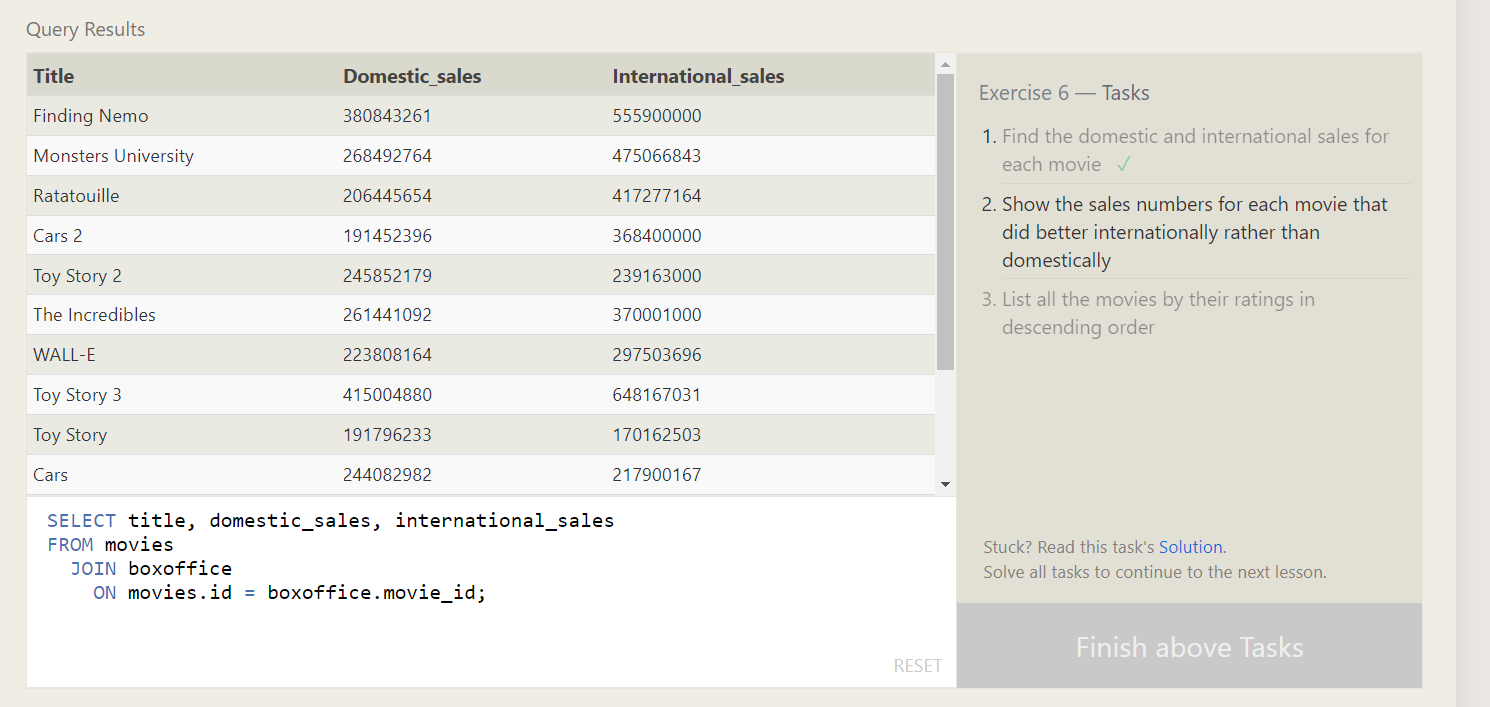 Query Results
Title Domestic_sales International_sales
Finding Nemo 380843261 555900000
Monsters University 268492764 475066843
Ratatouille 206445654 417277164
Cars 2 191452396 368400000
Toy Story 2 245852179 239163000
The Incredibles 261441092 370001000
WALL-E 223808164 297503696
Toy Story 3 415004880 648167031
Toy Story 191796233 170162503
Cars 244082982 217900167
SELECT title, domestic_sales, international_sales
FROM movies
  JOIN boxoffice
    ON movies.id = boxoffice.movie_id;
RESET
Exercise 6 — Tasks
1. Find the domestic and international sales for
each movie ✓
2. Show the sales numbers for each movie that
did better internationally rather than
domestically
3. List all the movies by their ratings in
descending order
Stuck? Read this task's Solution.
Solve all tasks to continue to the next lesson.
Finish above Tasks